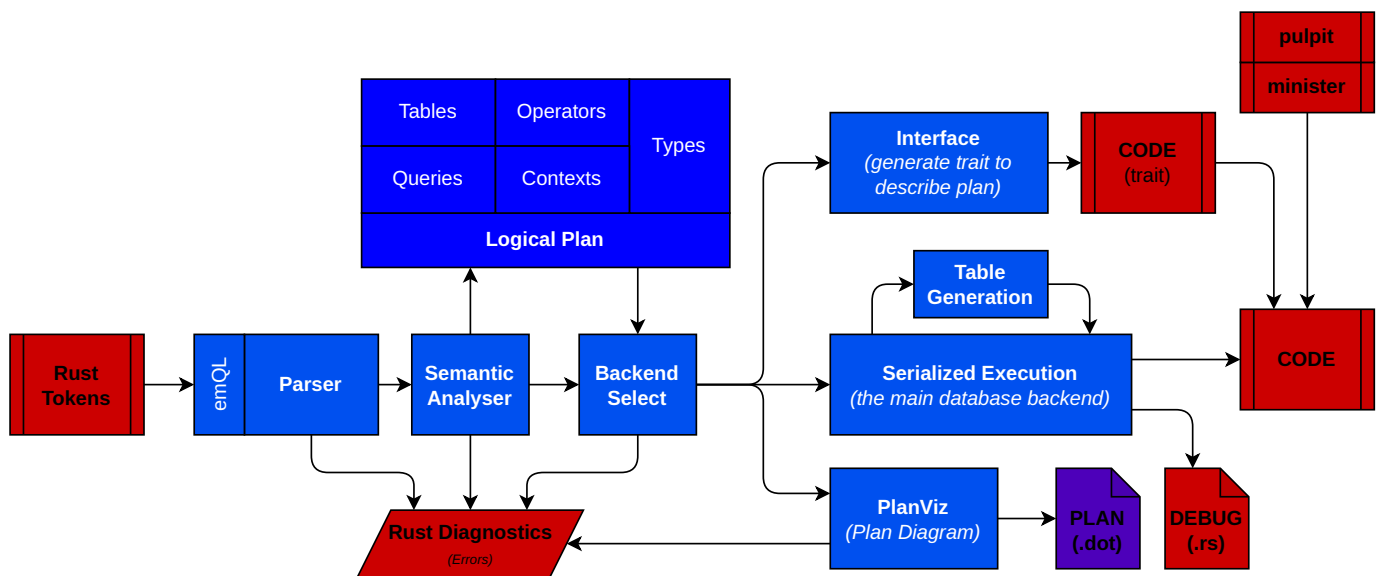 pulpit
minister
Tables
Operators
Types
Queries
Contexts
Logical Plan
Interface
(generate trait to
describe plan)
CODE
(trait)
Table
Generation
Rust
Tokens
emQL
Parser
Semantic
Analyser
Backend
Select
Serialized Execution
(the main database backend)
CODE
Rust Diagnostics
(Errors)
PlanViz
(Plan Diagram)
PLAN
(.dot)
DEBUG
(.rs)